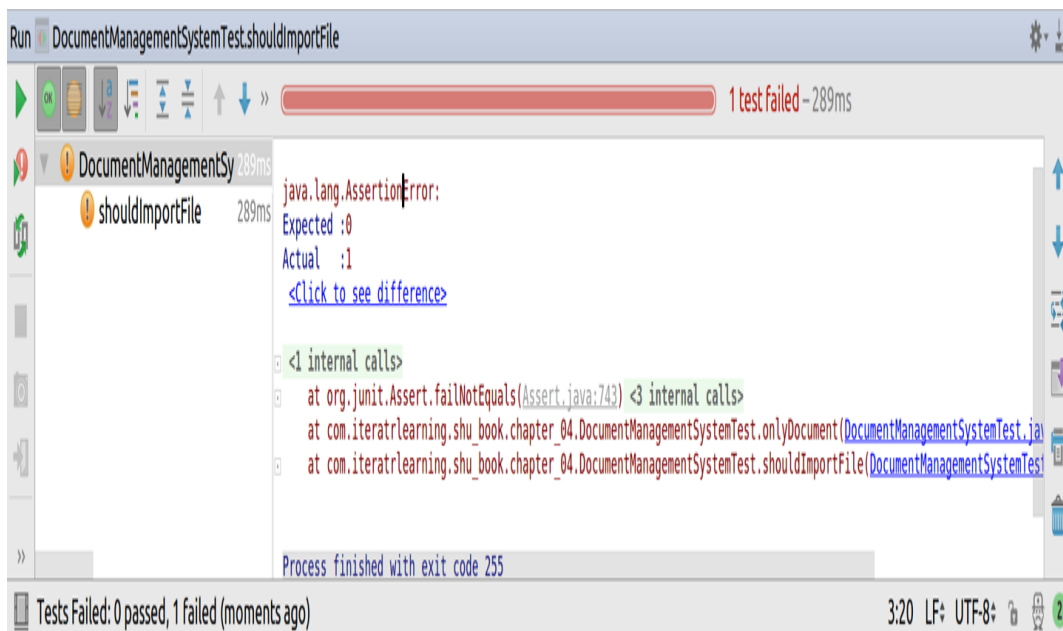 Run DocumentManagementSystemTest.shouldImportFile
OK
1 test failed – 289ms
DocumentManagementSy 289ms
shouldImportFile 289ms
java.lang.AssertionError:
Expected :0
Actual :1
<Click to see difference>
<1 internal calls>
at org.junit.Assert.failNotEquals(Assert.java:743) <3 internal calls>
at com.iteratrlearning.shu_book.chapter_04.DocumentManagementSystemTest.onlyDocument(DocumentManagementSystemTest.jav
at com.iteratrlearning.shu_book.chapter_04.DocumentManagementSystemTest.shouldImportFile(DocumentManagementSystemTest
Process finished with exit code 255
Tests Failed: 0 passed, 1 failed (moments ago)
3:20 LF UTF-8 2